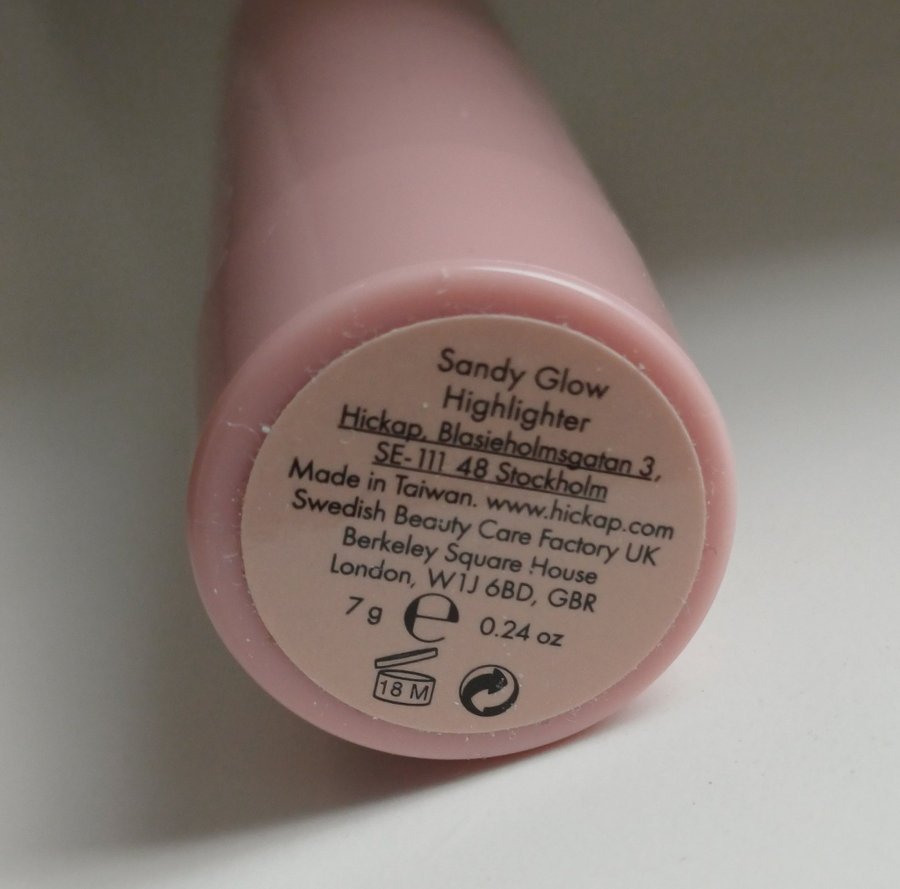 Sandy Glow
Highlighter
Hickap, Blasieholmsgatan 3,
SE-111 48 Stockholm
Made in Taiwan. www.hickap.com
Swedish Beauty Care Factory UK
Berkeley Square House
London, W1J 6BD, GBR
7 g e 0.24 oz
18 M